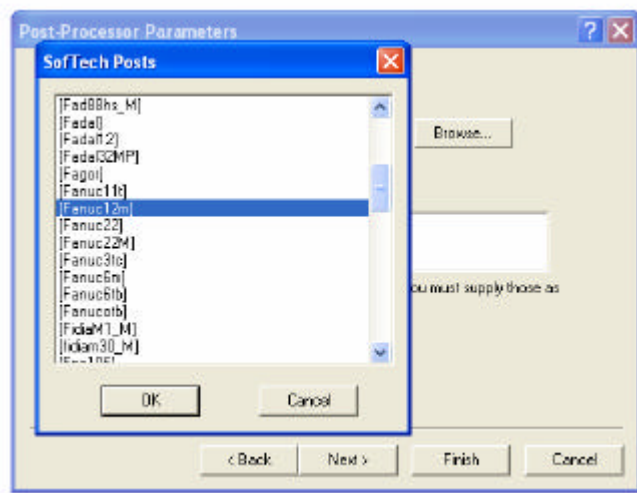 Post-Processor Parameters
SofTech Posts
[Fad88hs_M]
[Fadal]
[Fadal12]
[Fadal32MP]
[Fagor]
[Fanuc11t]
[Fanuc12m]
[Fanuc22]
[Fanuc22M]
[Fanuc3tc]
[Fanuc6m]
[Fanuc6tb]
[Fanucotb]
[FidiaM1_M]
[fidiam30_M]
Browse...
ou must supply those as
OK
Cancel
< Back
Next >
Finish
Cancel